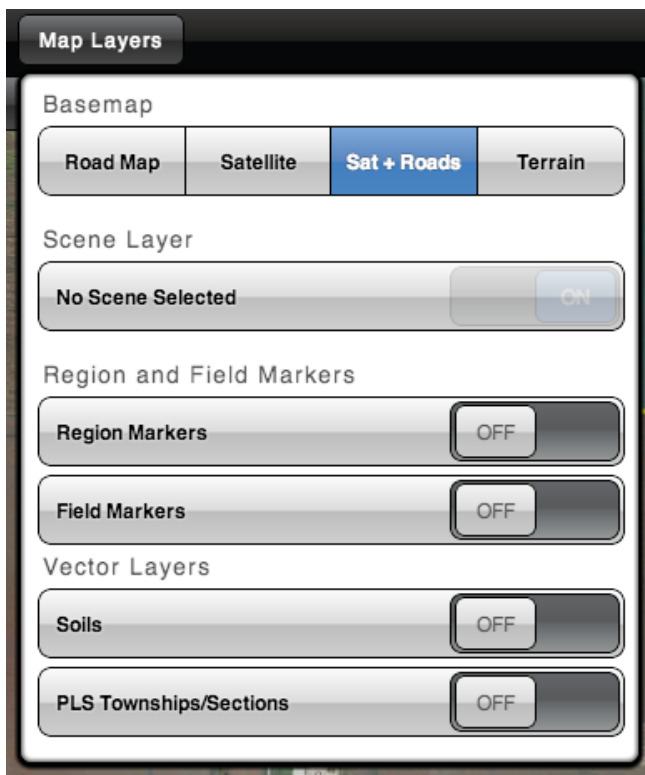 Map Layers
Basemap
Road Map Satellite Sat + Roads Terrain
Scene Layer
No Scene Selected ON
Region and Field Markers
Region Markers OFF
Field Markers OFF
Vector Layers
Soils OFF
PLS Townships/Sections OFF